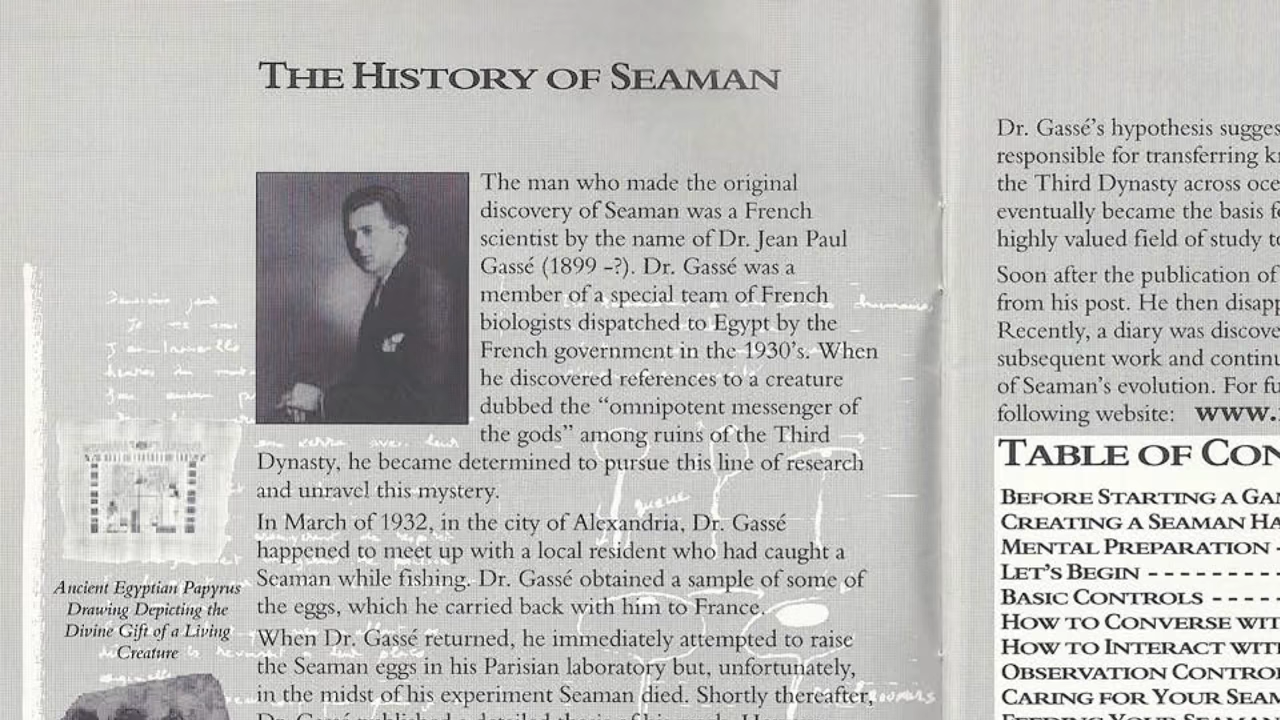 THE HISTORY OF SEAMAN
The man who made the original
discovery of Seaman was a French
scientist by the name of Dr. Jean Paul
Gassé (1899 -?). Dr. Gassé was a
member of a special team of French
biologists dispatched to Egypt by the
French government in the 1930's. When
he discovered references to a creature
dubbed the "omnipotent messenger of
the gods" among ruins of the Third
Dynasty, he became determined to pursue this line of research
and unravel this mystery.
In March of 1932, in the city of Alexandria, Dr. Gassé
happened to meet up with a local resident who had caught a
Seaman while fishing. Dr. Gassé obtained a sample of some of
the eggs, which he carried back with him to France.
When Dr. Gassé returned, he immediately attempted to raise
the Seaman eggs in his Parisian laboratory but, unfortunately,
in the midst of his experiment Seaman died. Shortly thereafter,
Ancient Egyptian Papyrus
Drawing Depicting the
Divine Gift of a Living
Creature
Dr. Gassé's hypothesis sugges
responsible for transferring k
the Third Dynasty across oce
eventually became the basis f
highly valued field of study t
Soon after the publication of
from his post. He then disapp
Recently, a diary was discove
subsequent work and contin
of Seaman's evolution. For fu
following website: www.
TABLE OF CON
BEFORE STARTING A GA
CREATING A SEAMAN HA
MENTAL PREPARATION -
LET'S BEGIN - - - - - - - -
BASIC CONTROLS - - - -
HOW TO CONVERSE WIT
HOW TO INTERACT WIT
OBSERVATION CONTRO
CARING FOR YOUR SEAM